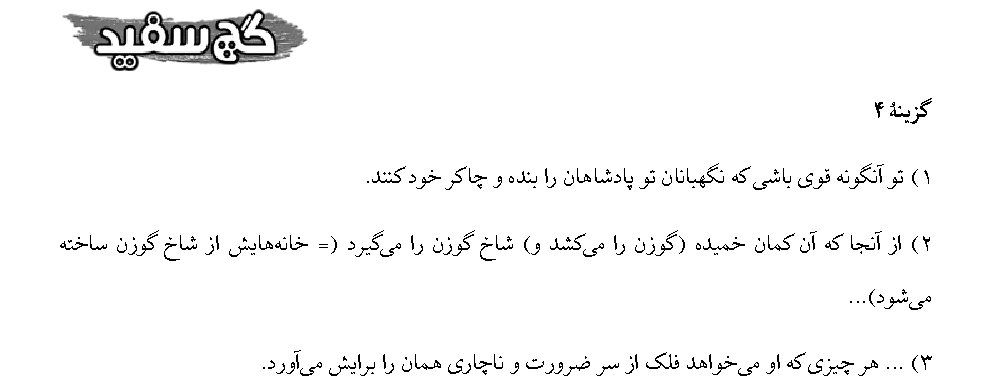 گچ سفید
گزینهٔ ۴
۱) تو آنگونه قوی باشی که نگهبانان تو پادشاهان را بنده و چاکر خود کنند.
۲) از آنجا که آن کمان خمیده (گوزن را می‌کشد و) شاخ گوزن را می‌گیرد (= خانه‌هایش از شاخ گوزن ساخته
می‌شود)...
۳) ... هر چیزی که او می‌خواهد فلک از سر ضرورت و ناچاری همان را برایش می‌آورد.